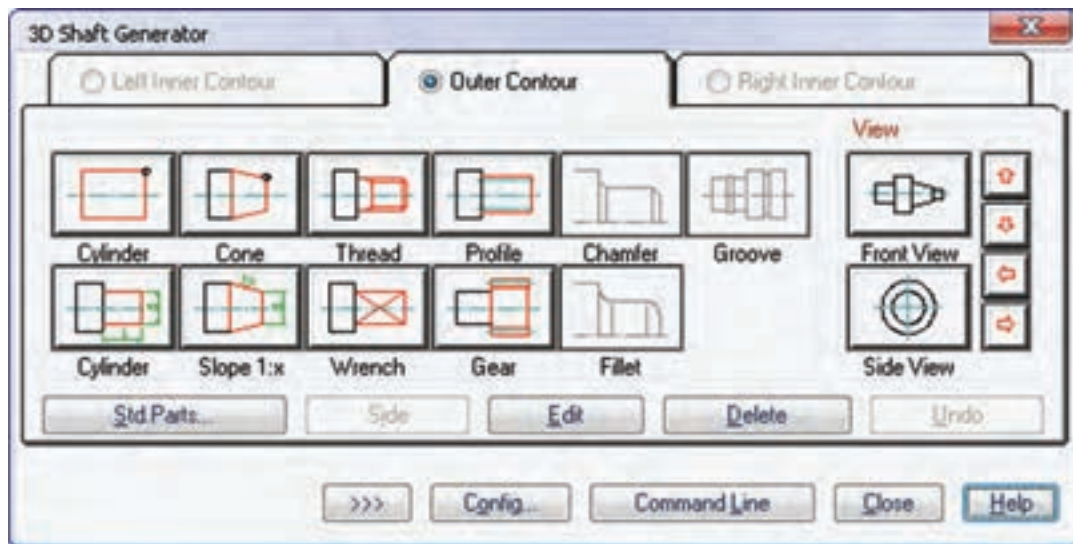 3D Shaft Generator
Left Inner Contour Outer Contour Right Inner Contour
View
Cylinder Cone Thread Profile Chamfer Groove Front View
Cylinder Slope 1:x Wrench Gear Fillet Side View
Std.Parts... Side Edit Delete Undo
>>> Config... Command Line Close Help